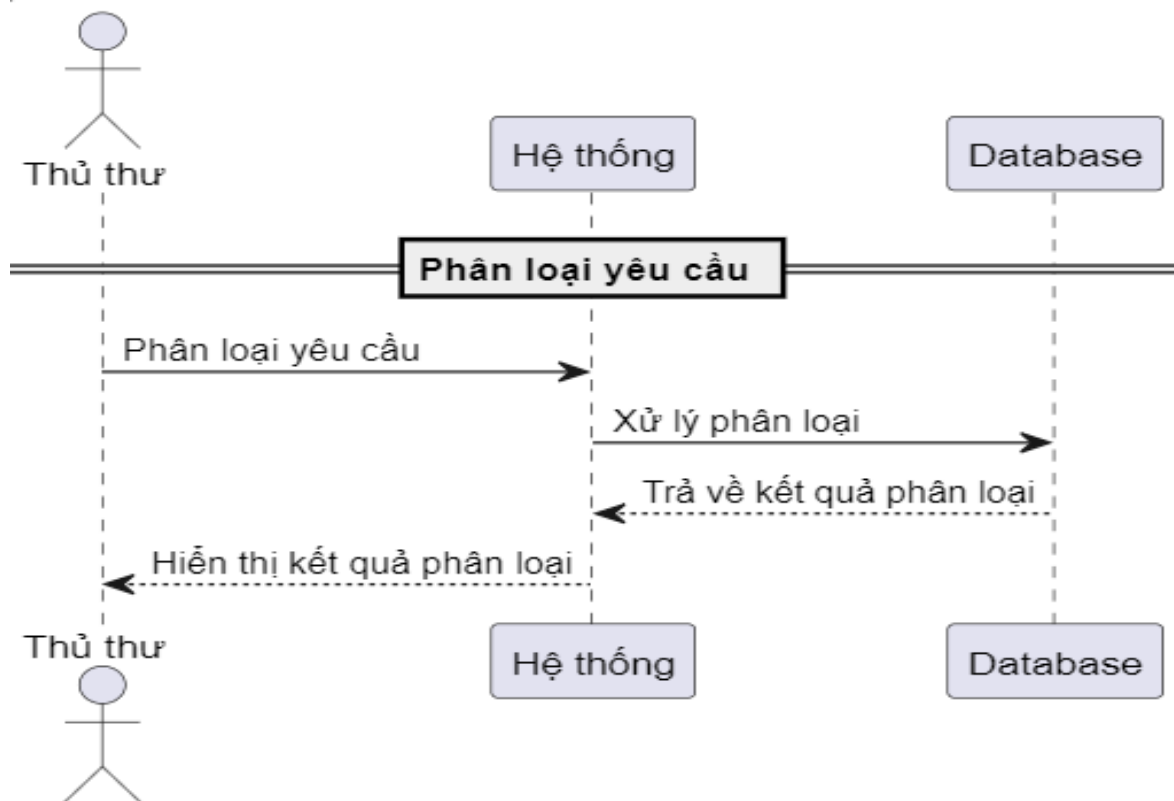 Thủ thư
Hệ thống
Database
Phân loại yêu cầu
Phân loại yêu cầu
Xử lý phân loại
Trả về kết quả phân loại
Hiển thị kết quả phân loại
Thủ thư
Hệ thống
Database